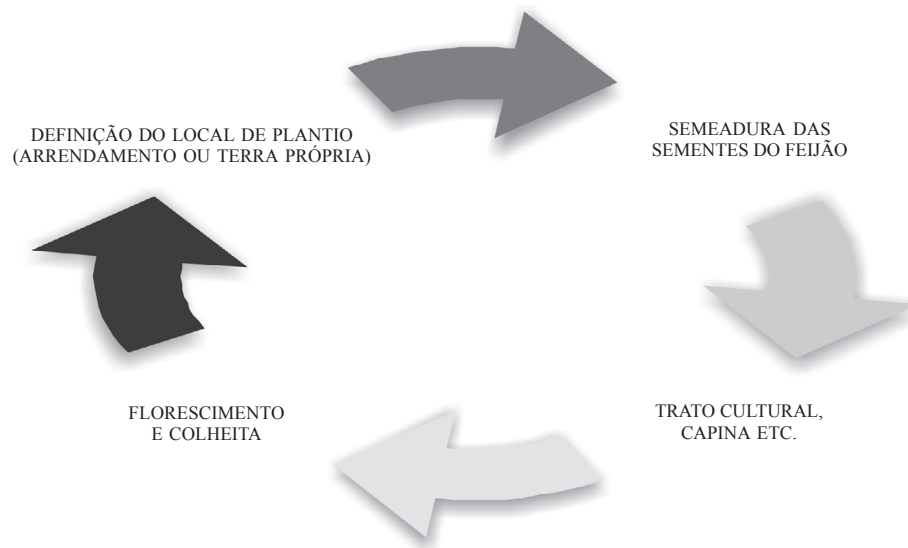 DEFINIÇÃO DO LOCAL DE PLANTIO
(ARRENDAMENTO OU TERRA PRÓPRIA)
SEMEADURA DAS
SEMENTES DO FEIJÃO
TRATO CULTURAL,
CAPINA ETC.
FLORESCIMENTO
E COLHEITA